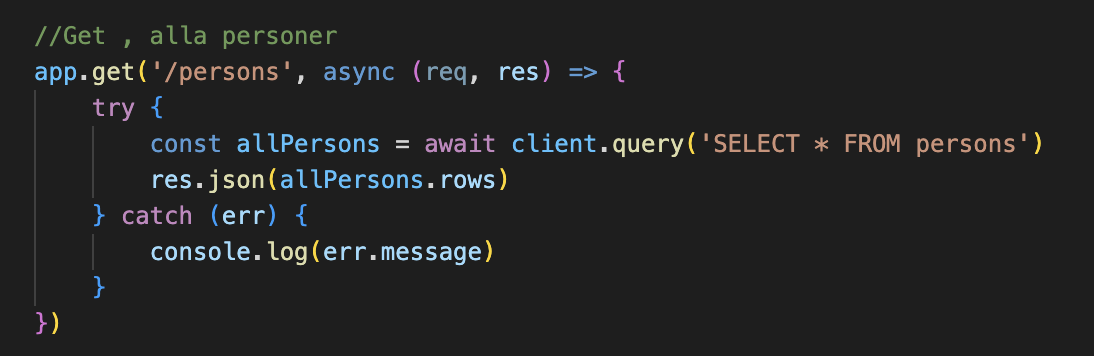 //Get , alla personer
app.get('/persons', async (req, res) => {
    try {
        const allPersons = await client.query('SELECT * FROM persons')
        res.json(allPersons.rows)
    } catch (err) {
        console.log(err.message)
    }
})